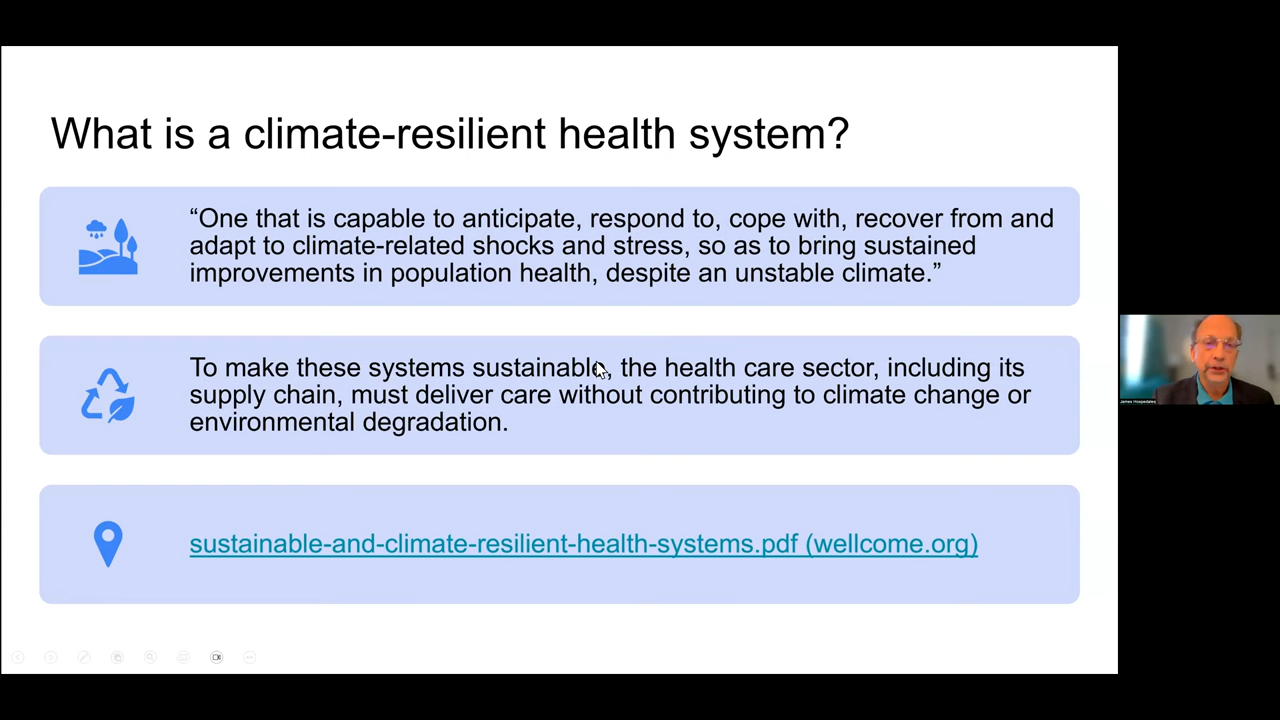 What is a climate-resilient health system?
“One that is capable to anticipate, respond to, cope with, recover from and
adapt to climate-related shocks and stress, so as to bring sustained
improvements in population health, despite an unstable climate.”
To make these systems sustainable, the health care sector, including its
supply chain, must deliver care without contributing to climate change or
environmental degradation.
sustainable-and-climate-resilient-health-systems.pdf (wellcome.org)
James Hospedales